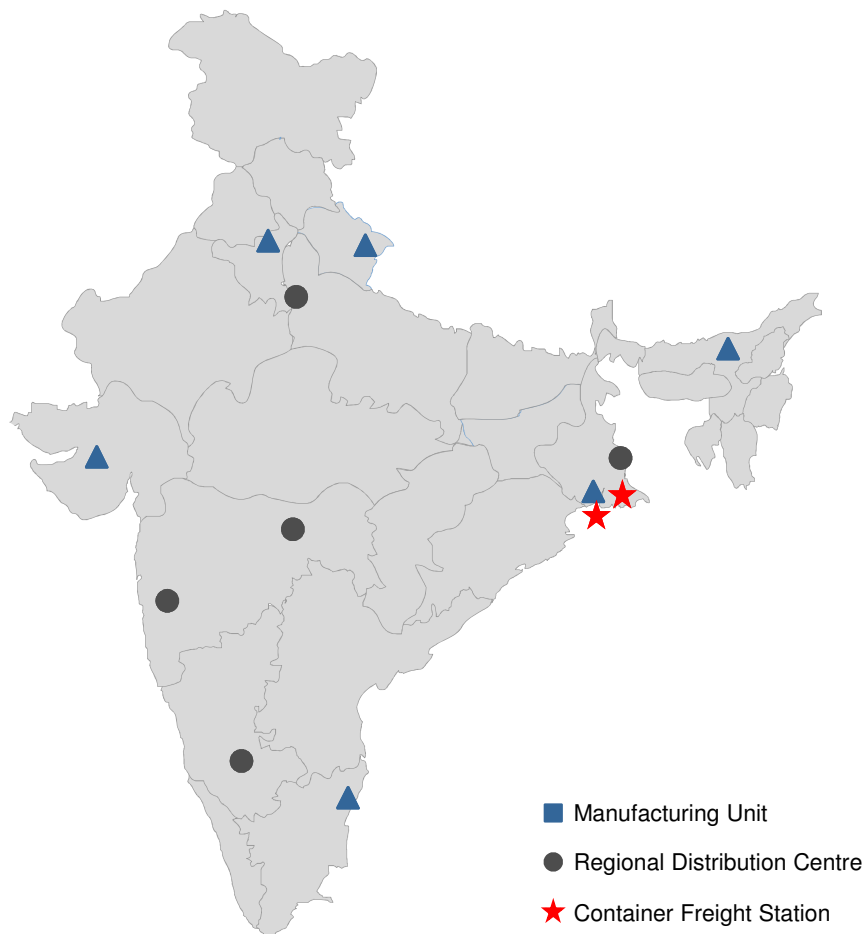 Manufacturing Unit
Regional Distribution Centre
Container Freight Station